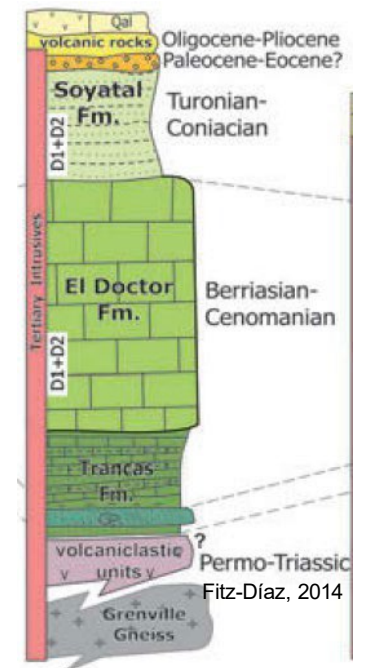 Qal
volcanic rocks
Oligocene-Pliocene
Paleocene-Eocene?
Soyatal
Fm.
Turonian-
Coniacian
D1+D2
Tertiary Intrusives
El Doctor
Fm.
Berriasian-
Cenomanian
D1+D2
Trancas
Fm.
?
volcaniclastic
units
Permo-Triassic
Fitz-Díaz, 2014
Grenville
Gneiss